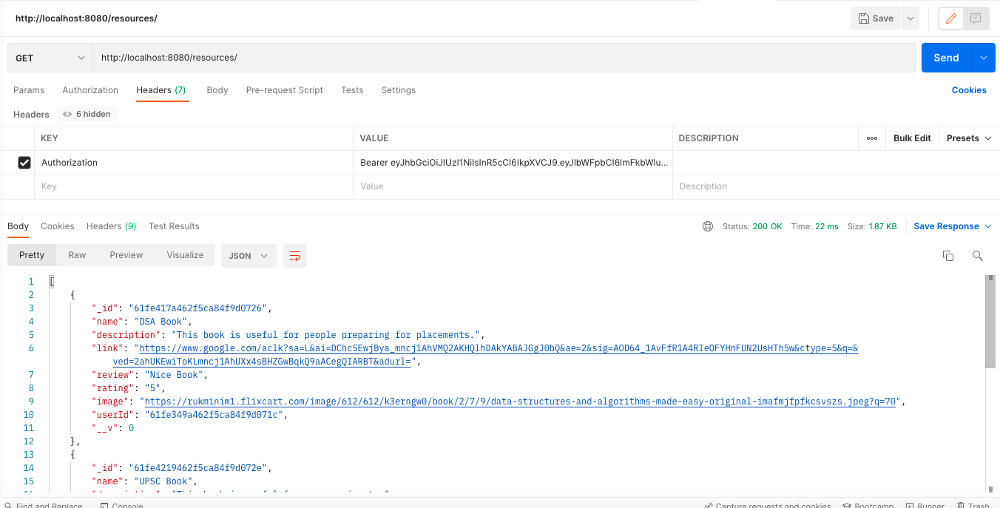 http://localhost:8080/resources/ Save
GET http://localhost:8080/resources/ Send
Params Authorization Headers (7) Body Pre-request Script Tests Settings Cookies
Headers 6 hidden
KEY VALUE DESCRIPTION ooo Bulk Edit Presets
Authorization Bearer eyJhbGciOiJIUzI1NiIsInR5cCI6IkpXVCJ9.eyJlbWFpbCI6ImFkbWlu...
Key Value Description
Body Cookies Headers (9) Test Results Status: 200 OK Time: 22 ms Size: 1.87 KB Save Response
Pretty Raw Preview Visualize JSON
1 [
2 {
3 "_id": "61fe417a462f5ca84f9d0726",
4 "name": "DSA Book",
5 "description": "This book is useful for people preparing for placements.",
6 "link": "https://www.google.com/aclk?sa=L&ai=DChcSEwjBya_mncj1AhVMQ2AKHQlhDAkYABAJGgJ0bQ&ae=2&sig=AOD64_1AvFfR1A4RIeOFYHnFUN2UsHTh5w&ctype=5&q=&
ved=2ahUKEwiToKLmncj1AhUXx4sBHZGwBqkQ9aACegQIARBT&adurl=",
7 "review": "Nice Book",
8 "rating": "5",
9 "image": "https://rukminim1.flixcart.com/image/612/612/k3erngw0/book/2/7/9/data-structures-and-algorithms-made-easy-original-imafmjfpfkcsvszs.jpeg?q=70",
10 "userId": "61fe349a462f5ca84f9d071c",
11 "__v": 0
12 },
13 {
14 "_id": "61fe4219462f5ca84f9d072e",
15 "name": "UPSC Book",
Find and Replace Console Capture requests and cookies Bootcamp Runner Trash